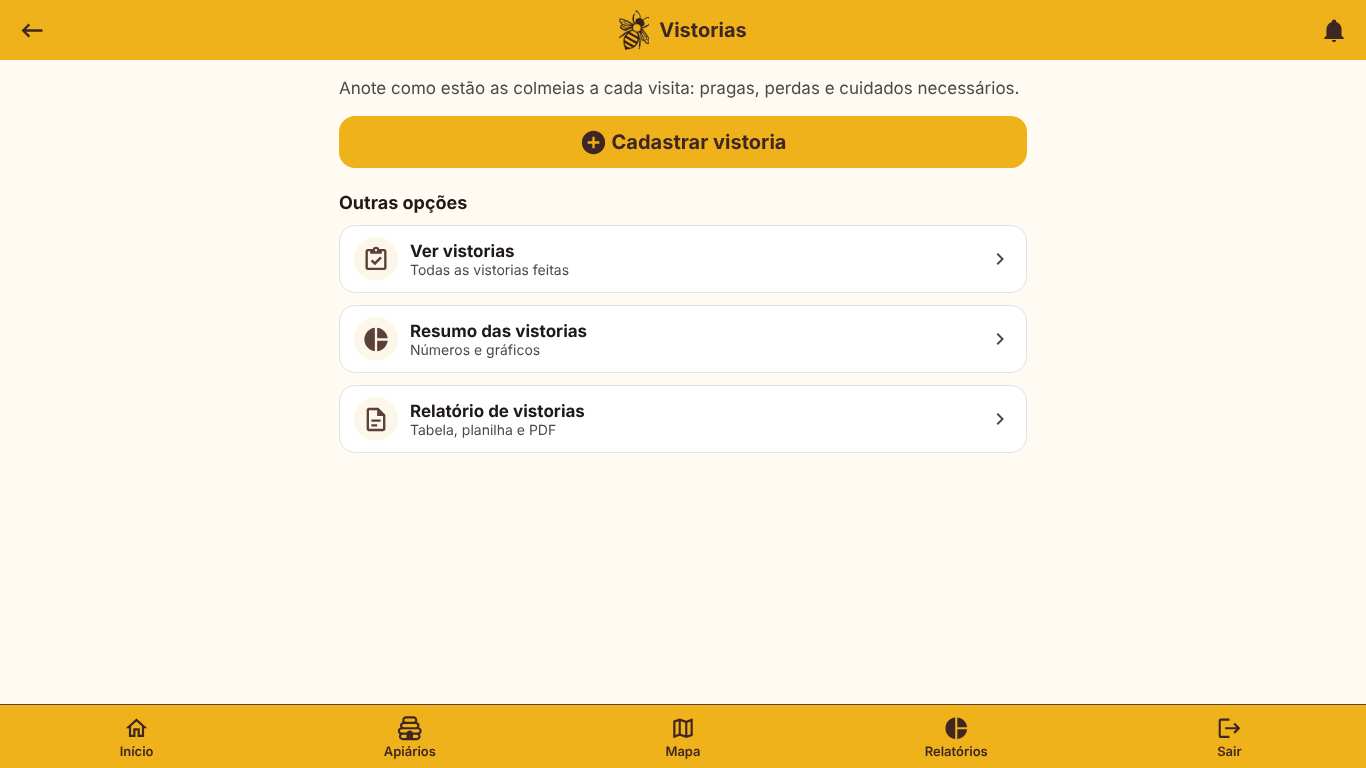 Vistorias
Anote como estão as colmeias a cada visita: pragas, perdas e cuidados necessários.
Cadastrar vistoria
Outras opções
Ver vistorias
Todas as vistorias feitas
Resumo das vistorias
Números e gráficos
Relatório de vistorias
Tabela, planilha e PDF
Início
Apiários
Mapa
Relatórios
Sair